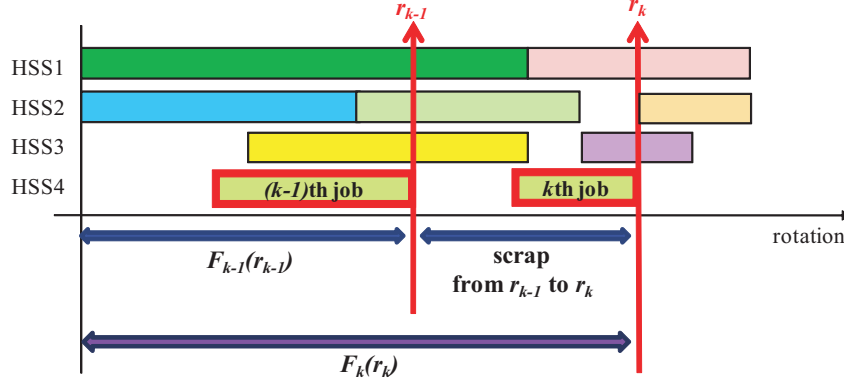 r_{k-1}
r_k
HSS1
HSS2
HSS3
HSS4
(k-1)th job
kth job
rotation
F_{k-1}(r_{k-1})
scrap
from r_{k-1} to r_k
F_k(r_k)